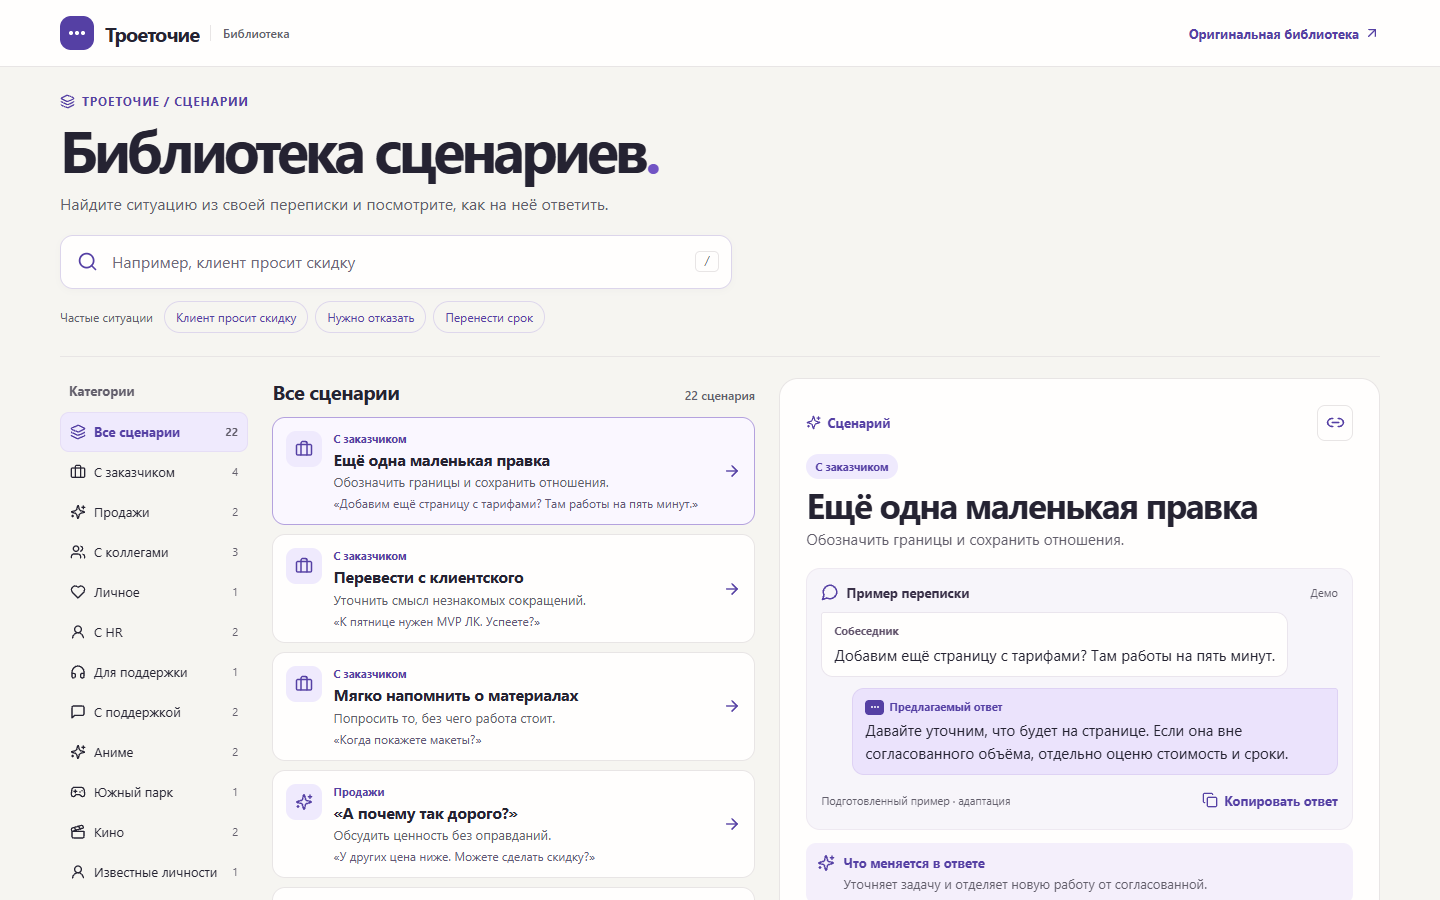 Троеточие
Библиотека
Оригинальная библиотека
ТРОЕТОЧИЕ / СЦЕНАРИИ
Библиотека сценариев.
Найдите ситуацию из своей переписки и посмотрите, как на неё ответить.
Например, клиент просит скидку
/
Частые ситуации
Клиент просит скидку
Нужно отказать
Перенести срок
Категории
Все сценарии 22
С заказчиком 4
Продажи 2
С коллегами 3
Личное 1
С HR 2
Для поддержки 1
С поддержкой 2
Аниме 2
Южный парк 1
Кино 2
Известные личности 1
Все сценарии
22 сценария
С заказчиком
Ещё одна маленькая правка
Обозначить границы и сохранить отношения.
«Добавим ещё страницу с тарифами? Там работы на пять минут.»
С заказчиком
Перевести с клиентского
Уточнить смысл незнакомых сокращений.
«К пятнице нужен MVP ЛК. Успеете?»
С заказчиком
Мягко напомнить о материалах
Попросить то, без чего работа стоит.
«Когда покажете макеты?»
Продажи
«А почему так дорого?»
Обсудить ценность без оправданий.
«У других цена ниже. Можете сделать скидку?»
Сценарий
С заказчиком
Ещё одна маленькая правка
Обозначить границы и сохранить отношения.
Пример переписки
Демо
Собеседник
Добавим ещё страницу с тарифами? Там работы на пять минут.
Предлагаемый ответ
Давайте уточним, что будет на странице. Если она вне
согласованного объёма, отдельно оценю стоимость и сроки.
Подготовленный пример · адаптация
Копировать ответ
Что меняется в ответе
Уточняет задачу и отделяет новую работу от согласованной.